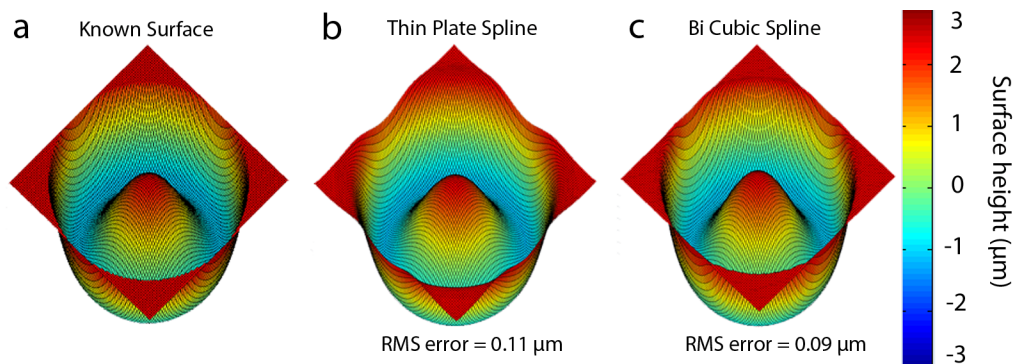 a Known Surface
b Thin Plate Spline
c Bi Cubic Spline
RMS error = 0.11 µm
RMS error = 0.09 µm
3
2
1
0
-1
-2
-3
Surface height (µm)